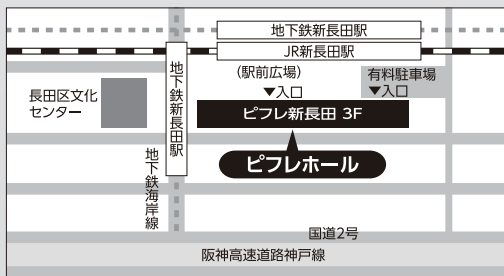 地下鉄新長田駅
JR新長田駅
(駅前広場)
▼入口
有料駐車場
▼入口
地下鉄新長田駅
長田区文化
センター
ピフレ新長田 3F
ピフレホール
地下鉄海岸線
国道2号
阪神高速道路神戸線